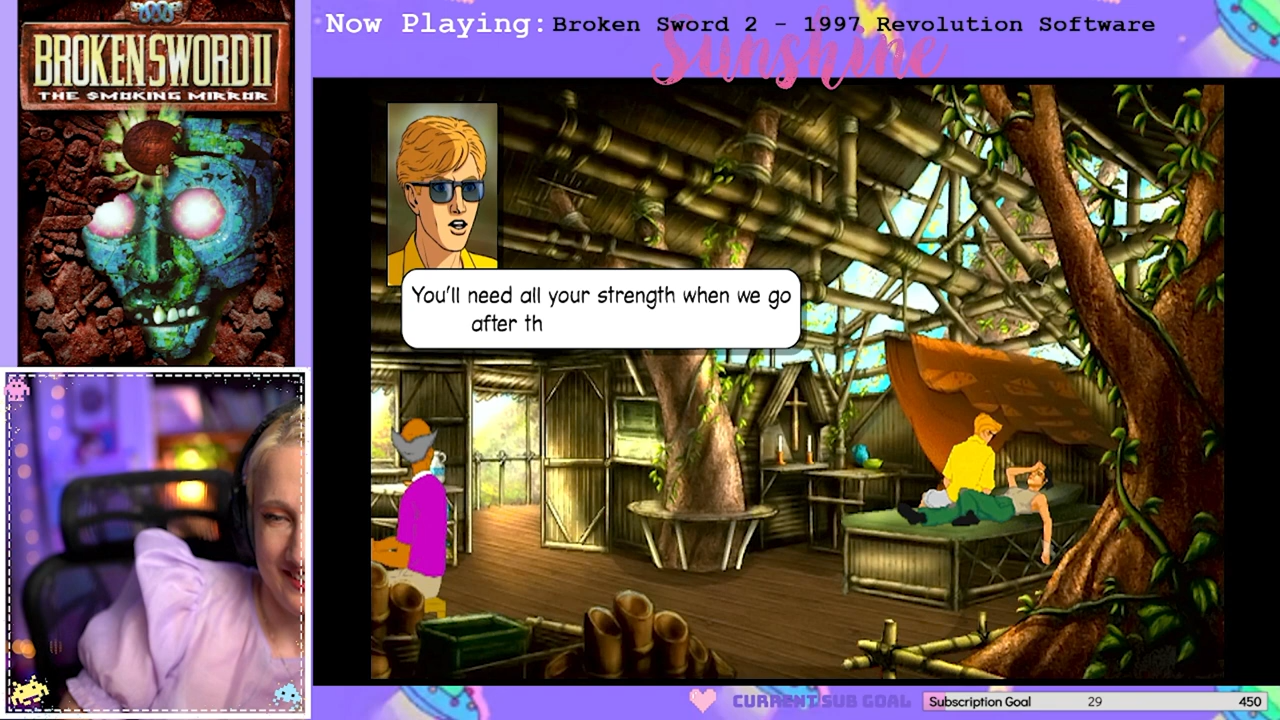 Now Playing: Broken Sword 2 - 1997 Revolution Software
Sunshine
BROKEN SWORD II
THE SMOKING MIRROR
You'll need all your strength when we go
after th
CURRENT SUB GOAL
Subscription Goal 29 450